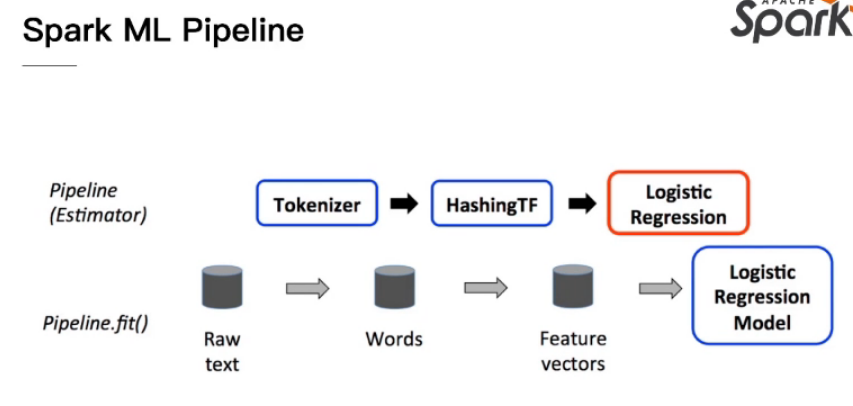 APACHE
Spark
Spark ML Pipeline
Pipeline
(Estimator)
Tokenizer
HashingTF
Logistic
Regression
Pipeline.fit()
Raw
text
Words
Feature
vectors
Logistic
Regression
Model